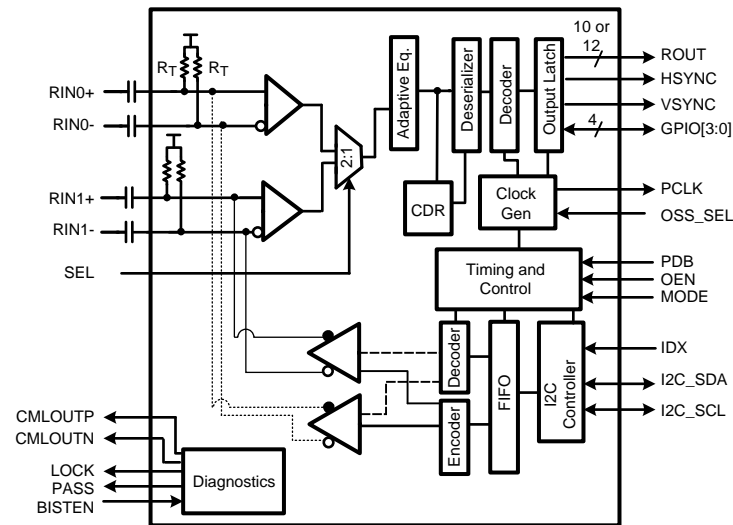 10 or
12
ROUT
HSYNC
VSYNC
4
GPIO[3:0]
RT
RT
RIN0+
RIN0-
RIN1+
RIN1-
SEL
2:1
Adaptive Eq.
Deserializer
Decoder
Output Latch
CDR
Clock
Gen
PCLK
OSS_SEL
Timing and
Control
PDB
OEN
MODE
Decoder
Encoder
FIFO
I2C
Controller
IDX
I2C_SDA
I2C_SCL
CMLOUTP
CMLOUTN
LOCK
PASS
BISTEN
Diagnostics